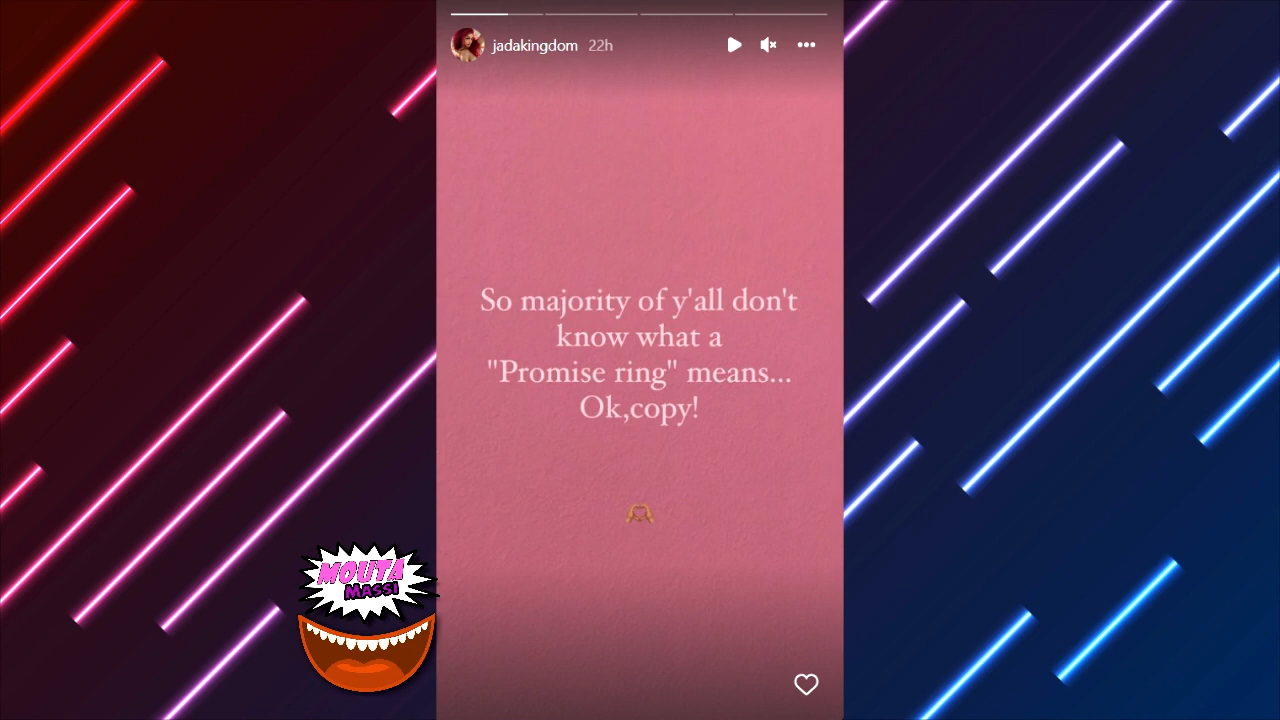 jadakingdom 22h
So majority of y'all don't
know what a
"Promise ring" means...
Ok,copy!
MOUTA
MASSI